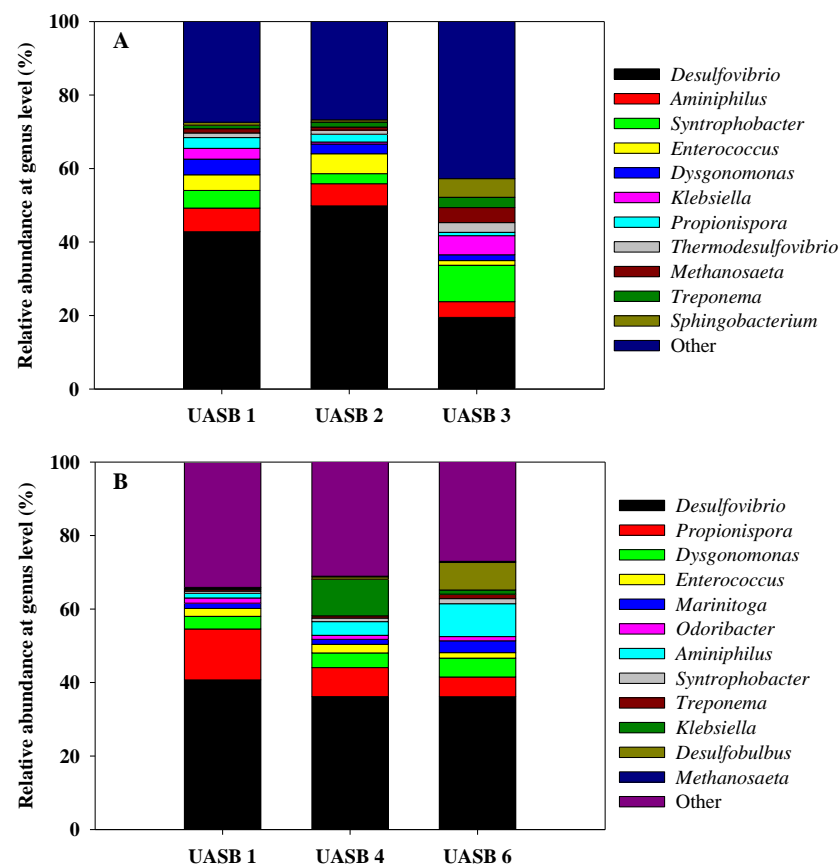 A
Relative abundance at genus level (%)
100
80
60
40
20
0
UASB 1
UASB 2
UASB 3
Desulfovibrio
Aminiphilus
Syntrophobacter
Enterococcus
Dysgonomonas
Klebsiella
Propionispora
Thermodesulfovibrio
Methanosaeta
Treponema
Sphingobacterium
Other
B
Relative abundance at genus level (%)
100
80
60
40
20
0
UASB 1
UASB 4
UASB 6
Desulfovibrio
Propionispora
Dysgonomonas
Enterococcus
Marinitoga
Odoribacter
Aminiphilus
Syntrophobacter
Treponema
Klebsiella
Desulfobulbus
Methanosaeta
Other